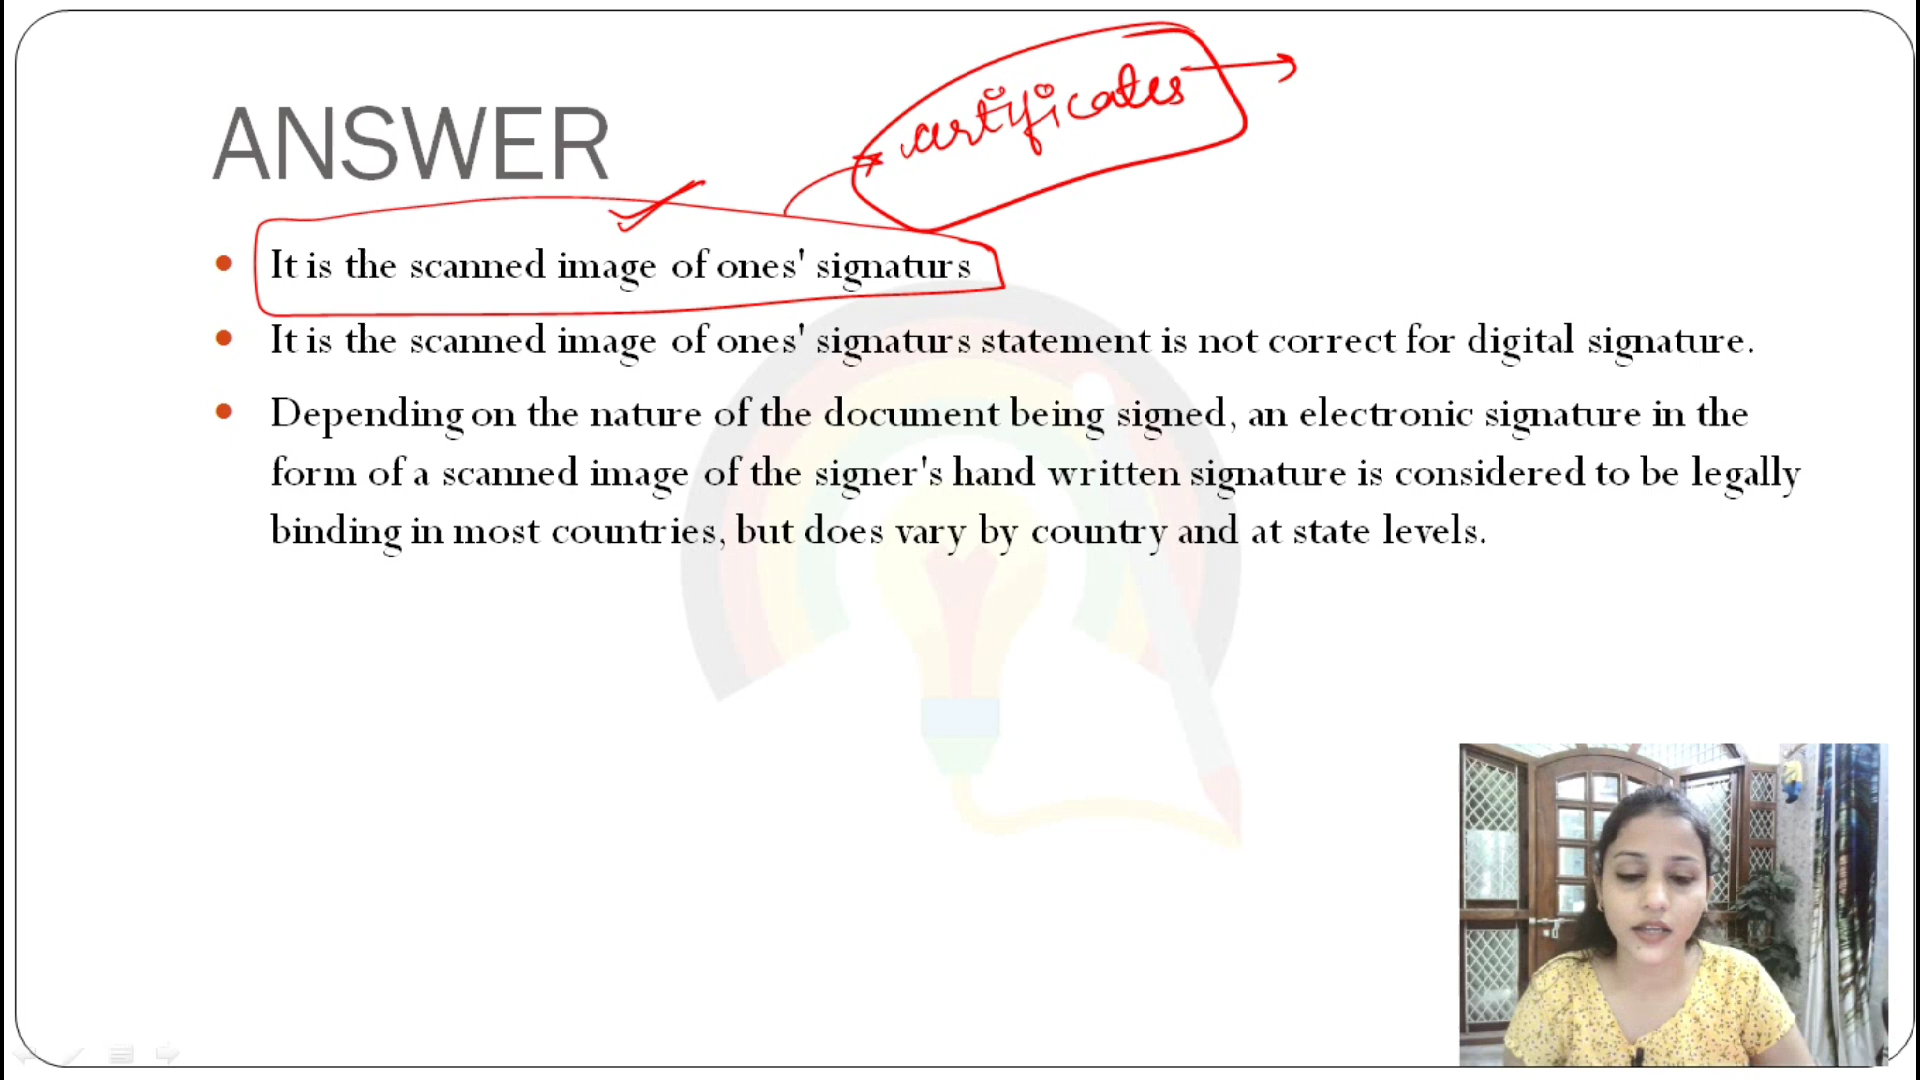 certificates
ANSWER
• It is the scanned image of ones' signaturs
• It is the scanned image of ones' signaturs statement is not correct for digital signature.
• Depending on the nature of the document being signed, an electronic signature in the
form of a scanned image of the signer's hand written signature is considered to be legally
binding in most countries, but does vary by country and at state levels.